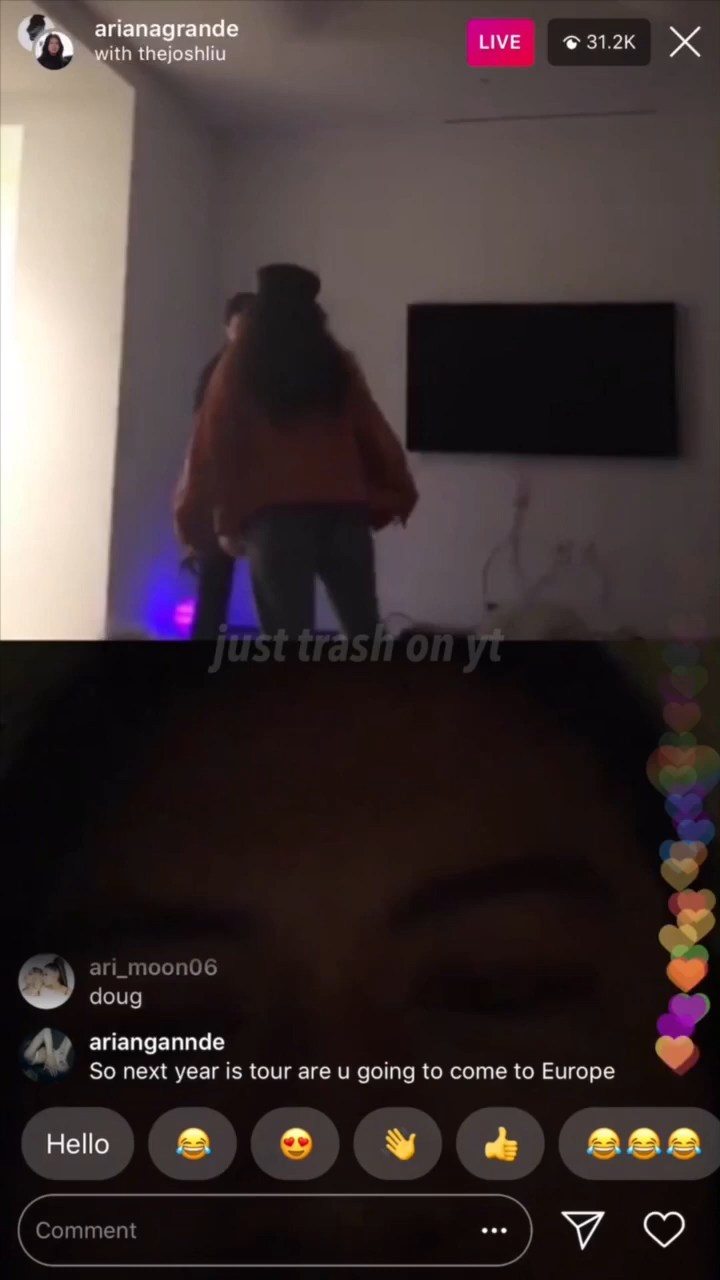 arianagrande
with thejoshliu
LIVE
31.2K
just trash on yt
ari_moon06
doug
ariangannde
So next year is tour are u going to come to Europe
Hello
Comment